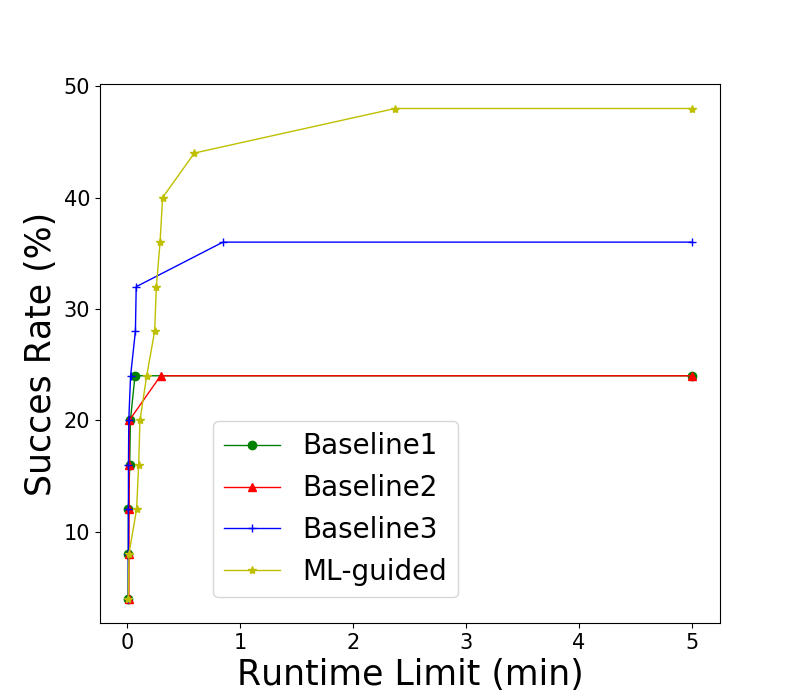 50
40
30
20
10
Succes Rate (%)
Baseline1
Baseline2
Baseline3
ML-guided
0 1 2 3 4 5
Runtime Limit (min)